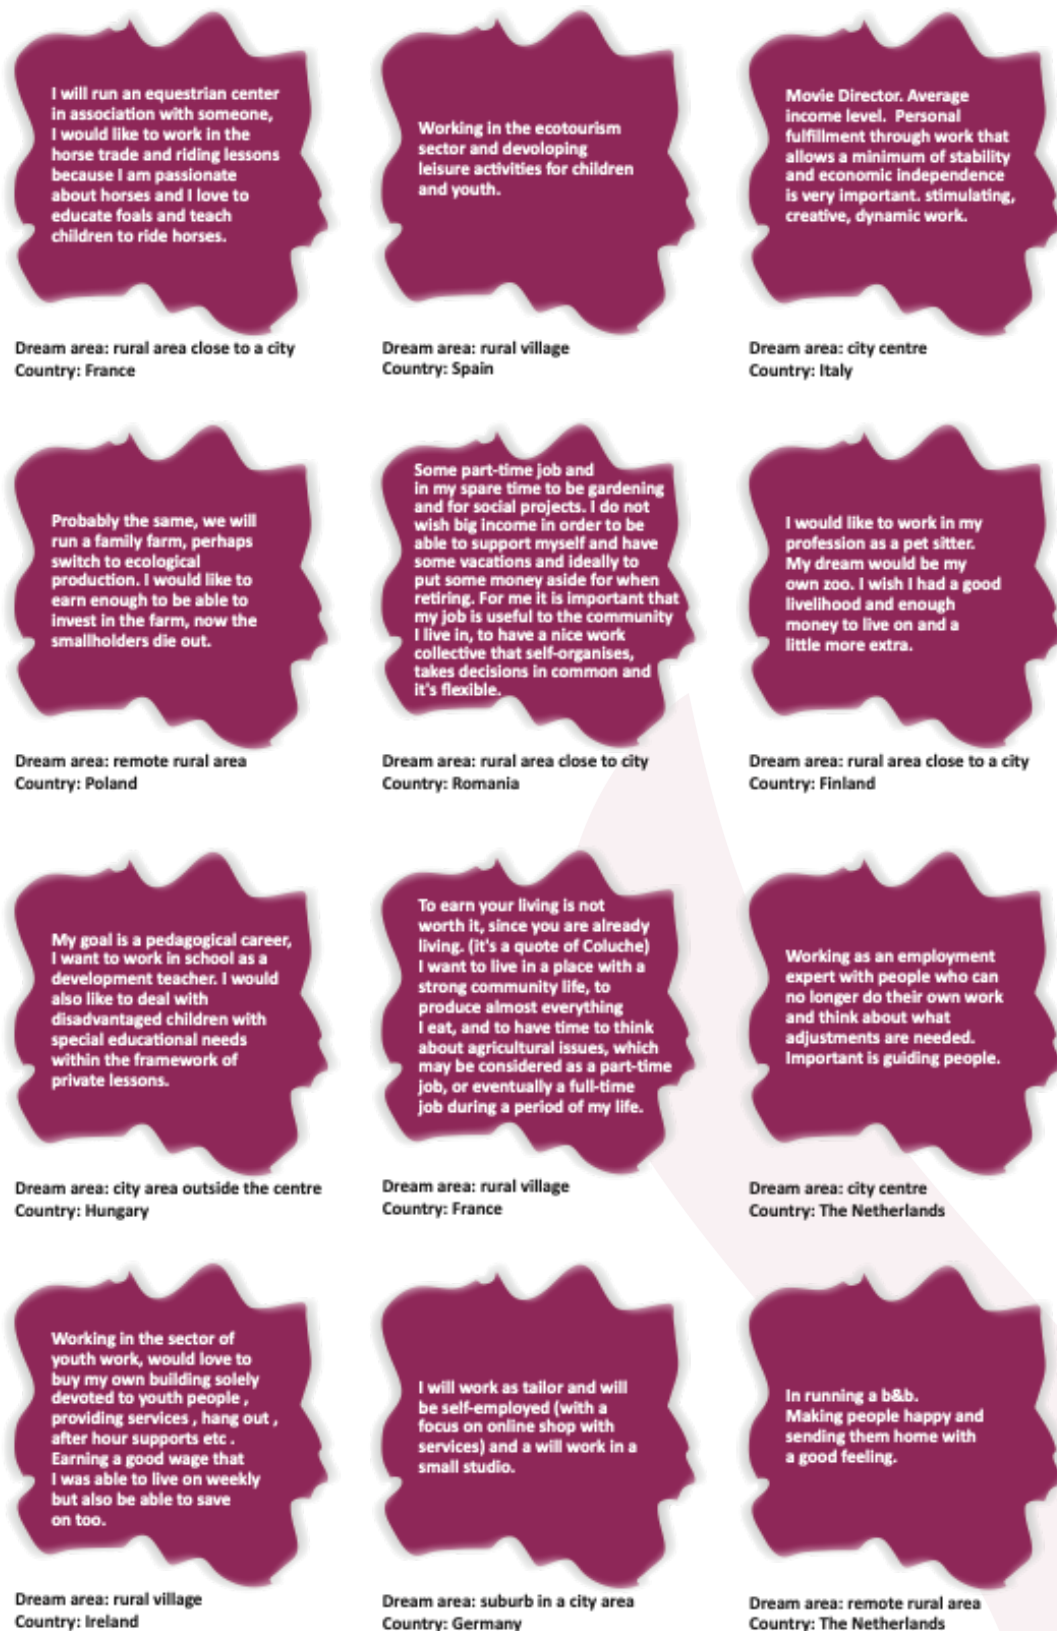 I will run an equestrian center
in association with someone,
I would like to work in the
horse trade and riding lessons
because I am passionate
about horses and I love to
educate foals and teach
children to ride horses.
Dream area: rural area close to a city
Country: France
Working in the ecotourism
sector and devoloping
leisure activities for children
and youth.
Dream area: rural village
Country: Spain
Movie Director. Average
income level. Personal
fulfillment through work that
allows a minimum of stability
and economic independence
is very important. stimulating,
creative, dynamic work.
Dream area: city centre
Country: Italy
Probably the same, we will
run a family farm, perhaps
switch to ecological
production. I would like to
earn enough to be able to
invest in the farm, now the
smallholders die out.
Dream area: remote rural area
Country: Poland
Some part-time job and
in my spare time to be gardening
and for social projects. I do not
wish big income in order to be
able to support myself and have
some vacations and ideally to
put some money aside for when
retiring. For me it is important that
my job is useful to the community
I live in, to have a nice work
collective that self-organises,
takes decisions in common and
it's flexible.
Dream area: rural area close to city
Country: Romania
I would like to work in my
profession as a pet sitter.
My dream would be my
own zoo. I wish I had a good
livelihood and enough
money to live on and a
little more extra.
Dream area: rural area close to a city
Country: Finland
My goal is a pedagogical career,
I want to work in school as a
development teacher. I would
also like to deal with
disadvantaged children with
special educational needs
within the framework of
private lessons.
Dream area: city area outside the centre
Country: Hungary
To earn your living is not
worth it, since you are already
living. (it's a quote of Coluche)
I want to live in a place with a
strong community life, to
produce almost everything
I eat, and to have time to think
about agricultural issues, which
may be considered as a part-time
job, or eventually a full-time
job during a period of my life.
Dream area: rural village
Country: France
Working as an employment
expert with people who can
no longer do their own work
and think about what
adjustments are needed.
Important is guiding people.
Dream area: city centre
Country: The Netherlands
Working in the sector of
youth work, would love to
buy my own building solely
devoted to youth people ,
providing services , hang out ,
after hour supports etc .
Earning a good wage that
I was able to live on weekly
but also be able to save
on too.
Dream area: rural village
Country: Ireland
I will work as tailor and will
be self-employed (with a
focus on online shop with
services) and a will work in a
small studio.
Dream area: suburb in a city area
Country: Germany
In running a b&b.
Making people happy and
sending them home with
a good feeling.
Dream area: remote rural area
Country: The Netherlands